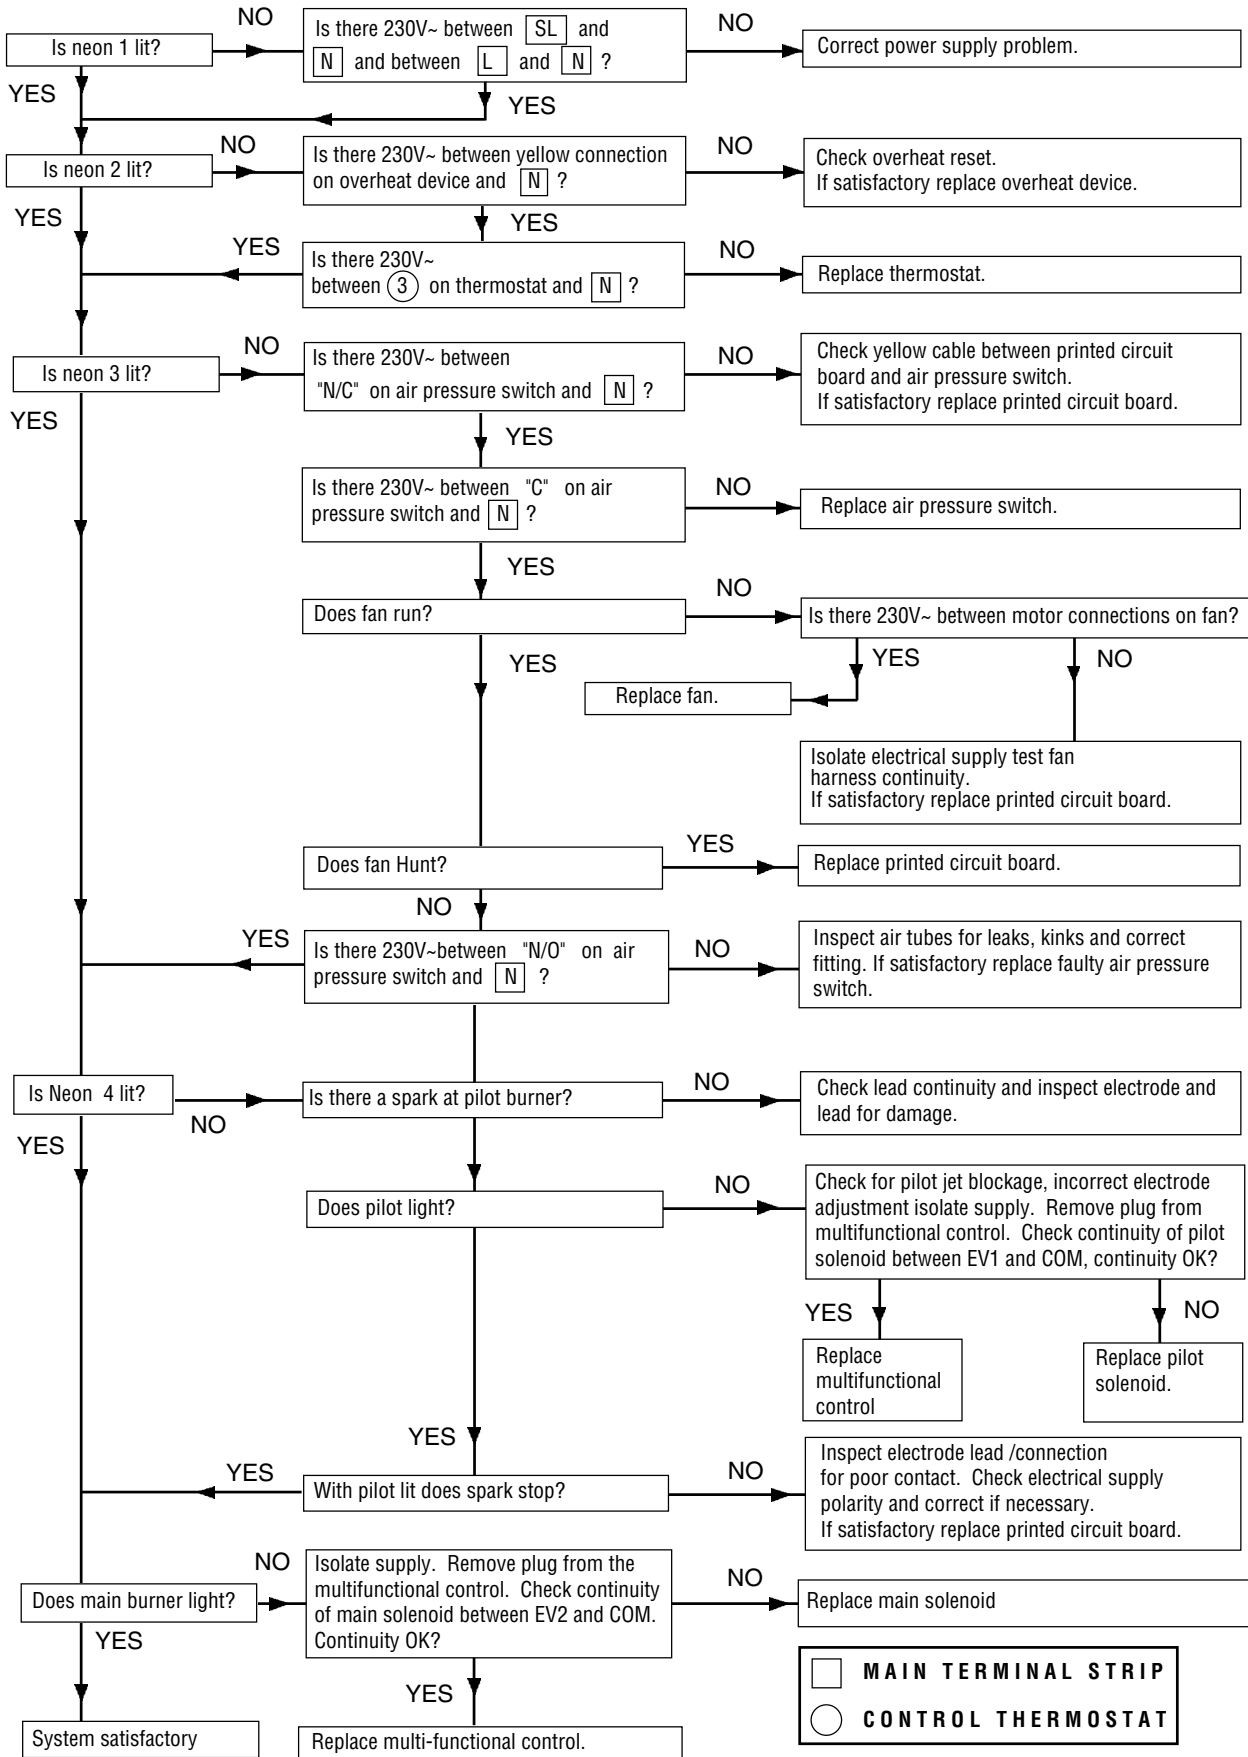 Is neon 1 lit?
NO
Is there 230V~ between SL and
N and between L and N ?
NO
Correct power supply problem.
YES
YES
Is neon 2 lit?
NO
Is there 230V~ between yellow connection
on overheat device and N ?
NO
Check overheat reset.
If satisfactory replace overheat device.
YES
YES
YES
Is there 230V~
between 3 on thermostat and N ?
NO
Replace thermostat.
Is neon 3 lit?
NO
Is there 230V~ between
"N/C" on air pressure switch and N ?
NO
Check yellow cable between printed circuit
board and air pressure switch.
If satisfactory replace printed circuit board.
YES
YES
Is there 230V~ between "C" on air
pressure switch and N ?
NO
Replace air pressure switch.
YES
Does fan run?
NO
Is there 230V~ between motor connections on fan?
YES
YES
NO
Replace fan.
Isolate electrical supply test fan
harness continuity.
If satisfactory replace printed circuit board.
Does fan Hunt?
YES
Replace printed circuit board.
NO
YES
Is there 230V~between "N/O" on air
pressure switch and N ?
NO
Inspect air tubes for leaks, kinks and correct
fitting. If satisfactory replace faulty air pressure
switch.
Is Neon 4 lit?
NO
Is there a spark at pilot burner?
NO
Check lead continuity and inspect electrode and
lead for damage.
YES
Does pilot light?
NO
Check for pilot jet blockage, incorrect electrode
adjustment isolate supply. Remove plug from
multifunctional control. Check continuity of pilot
solenoid between EV1 and COM, continuity OK?
YES
NO
Replace
multifunctional
control
Replace pilot
solenoid.
YES
YES
With pilot lit does spark stop?
NO
Inspect electrode lead /connection
for poor contact. Check electrical supply
polarity and correct if necessary.
If satisfactory replace printed circuit board.
Does main burner light?
NO
Isolate supply. Remove plug from the
multifunctional control. Check continuity
of main solenoid between EV2 and COM.
Continuity OK?
NO
Replace main solenoid
YES
YES
System satisfactory
Replace multi-functional control.
MAIN TERMINAL STRIP
CONTROL THERMOSTAT